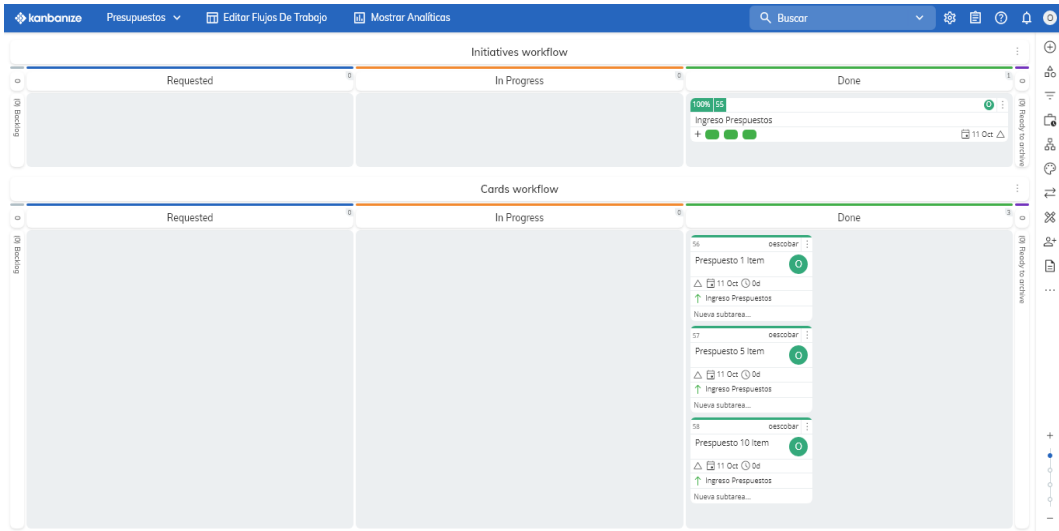 kanbanize Presupuestos Editar Flujos De Trabajo Mostrar Analíticas Buscar O
Initiatives workflow
0 Requested 0 In Progress 0 Done 1 0
(0) Backlog
100% 55 O
Ingreso Prespuestos
+ 11 Oct
(0) Ready to archive
Cards workflow
0 Requested 0 In Progress 0 Done 3 0
(0) Backlog
56 oescobar
Prespuesto 1 Item O
11 Oct 0d
Ingreso Prespuestos
Nueva subtarea...
57 oescobar
Prespuesto 5 Item O
11 Oct 0d
Ingreso Prespuestos
Nueva subtarea...
58 oescobar
Prespuesto 10 Item O
11 Oct 0d
Ingreso Prespuestos
Nueva subtarea...
(0) Ready to archive